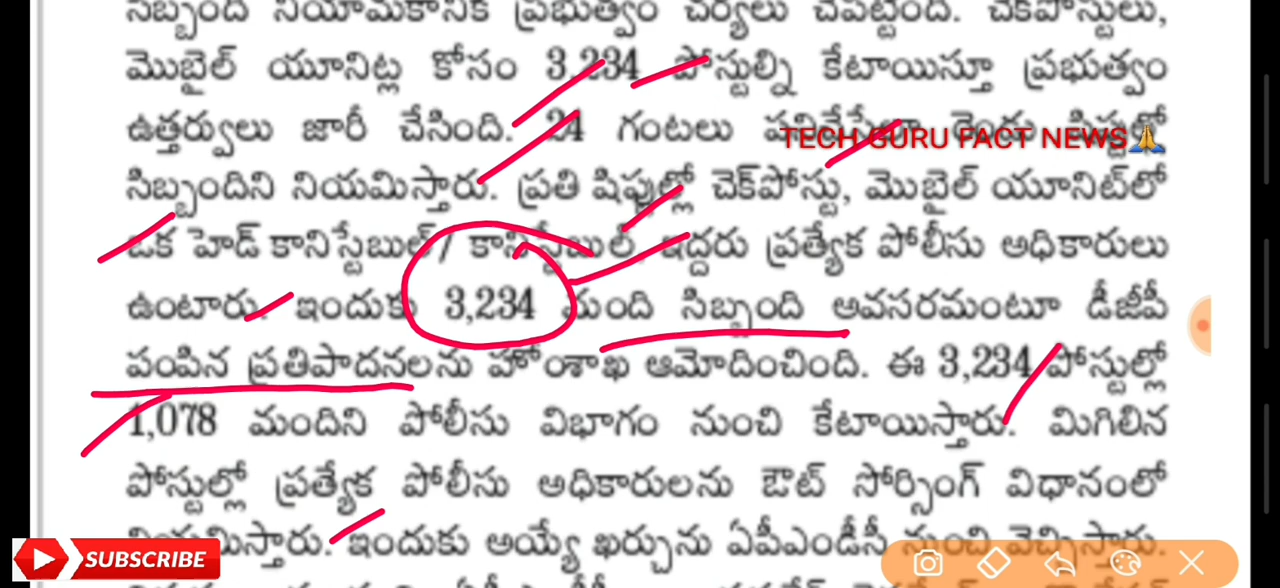 సిబ్బంది నియామకానికి ప్రభుత్వం చర్యలు చేపట్టింది. చెక్‌పోస్టులు,
మొబైల్ యూనిట్ల కోసం 3,234 పోస్టుల్ని కేటాయిస్తూ ప్రభుత్వం
ఉత్తర్వులు జారీ చేసింది. 24 గంటలు పనిచేసేలా రెండు షిఫ్టుల్లో
TECH GURU FACT NEWS🙏
సిబ్బందిని నియమిస్తారు. ప్రతి షిఫ్టుల్లో చెక్‌పోస్టు, మొబైల్ యూనిట్‌లో
ఒక హెడ్ కానిస్టేబుల్/ కానిస్టేబుల్ ఇద్దరు ప్రత్యేక పోలీసు అధికారులు
ఉంటారు. ఇందుకు 3,234 మంది సిబ్బంది అవసరమంటూ డీజీపీ
పంపిన ప్రతిపాదనలను హోంశాఖ ఆమోదించింది. ఈ 3,234 పోస్టుల్లో
1,078 మందిని పోలీసు విభాగం నుంచి కేటాయిస్తారు. మిగిలిన
పోస్టుల్లో ప్రత్యేక పోలీసు అధికారులను ఔట్ సోర్సింగ్ విధానంలో
నియమిస్తారు. ఇందుకు అయ్యే ఖర్చును ఏపీఎండీసీ నుంచి వెచ్చిస్తారు.
SUBSCRIBE